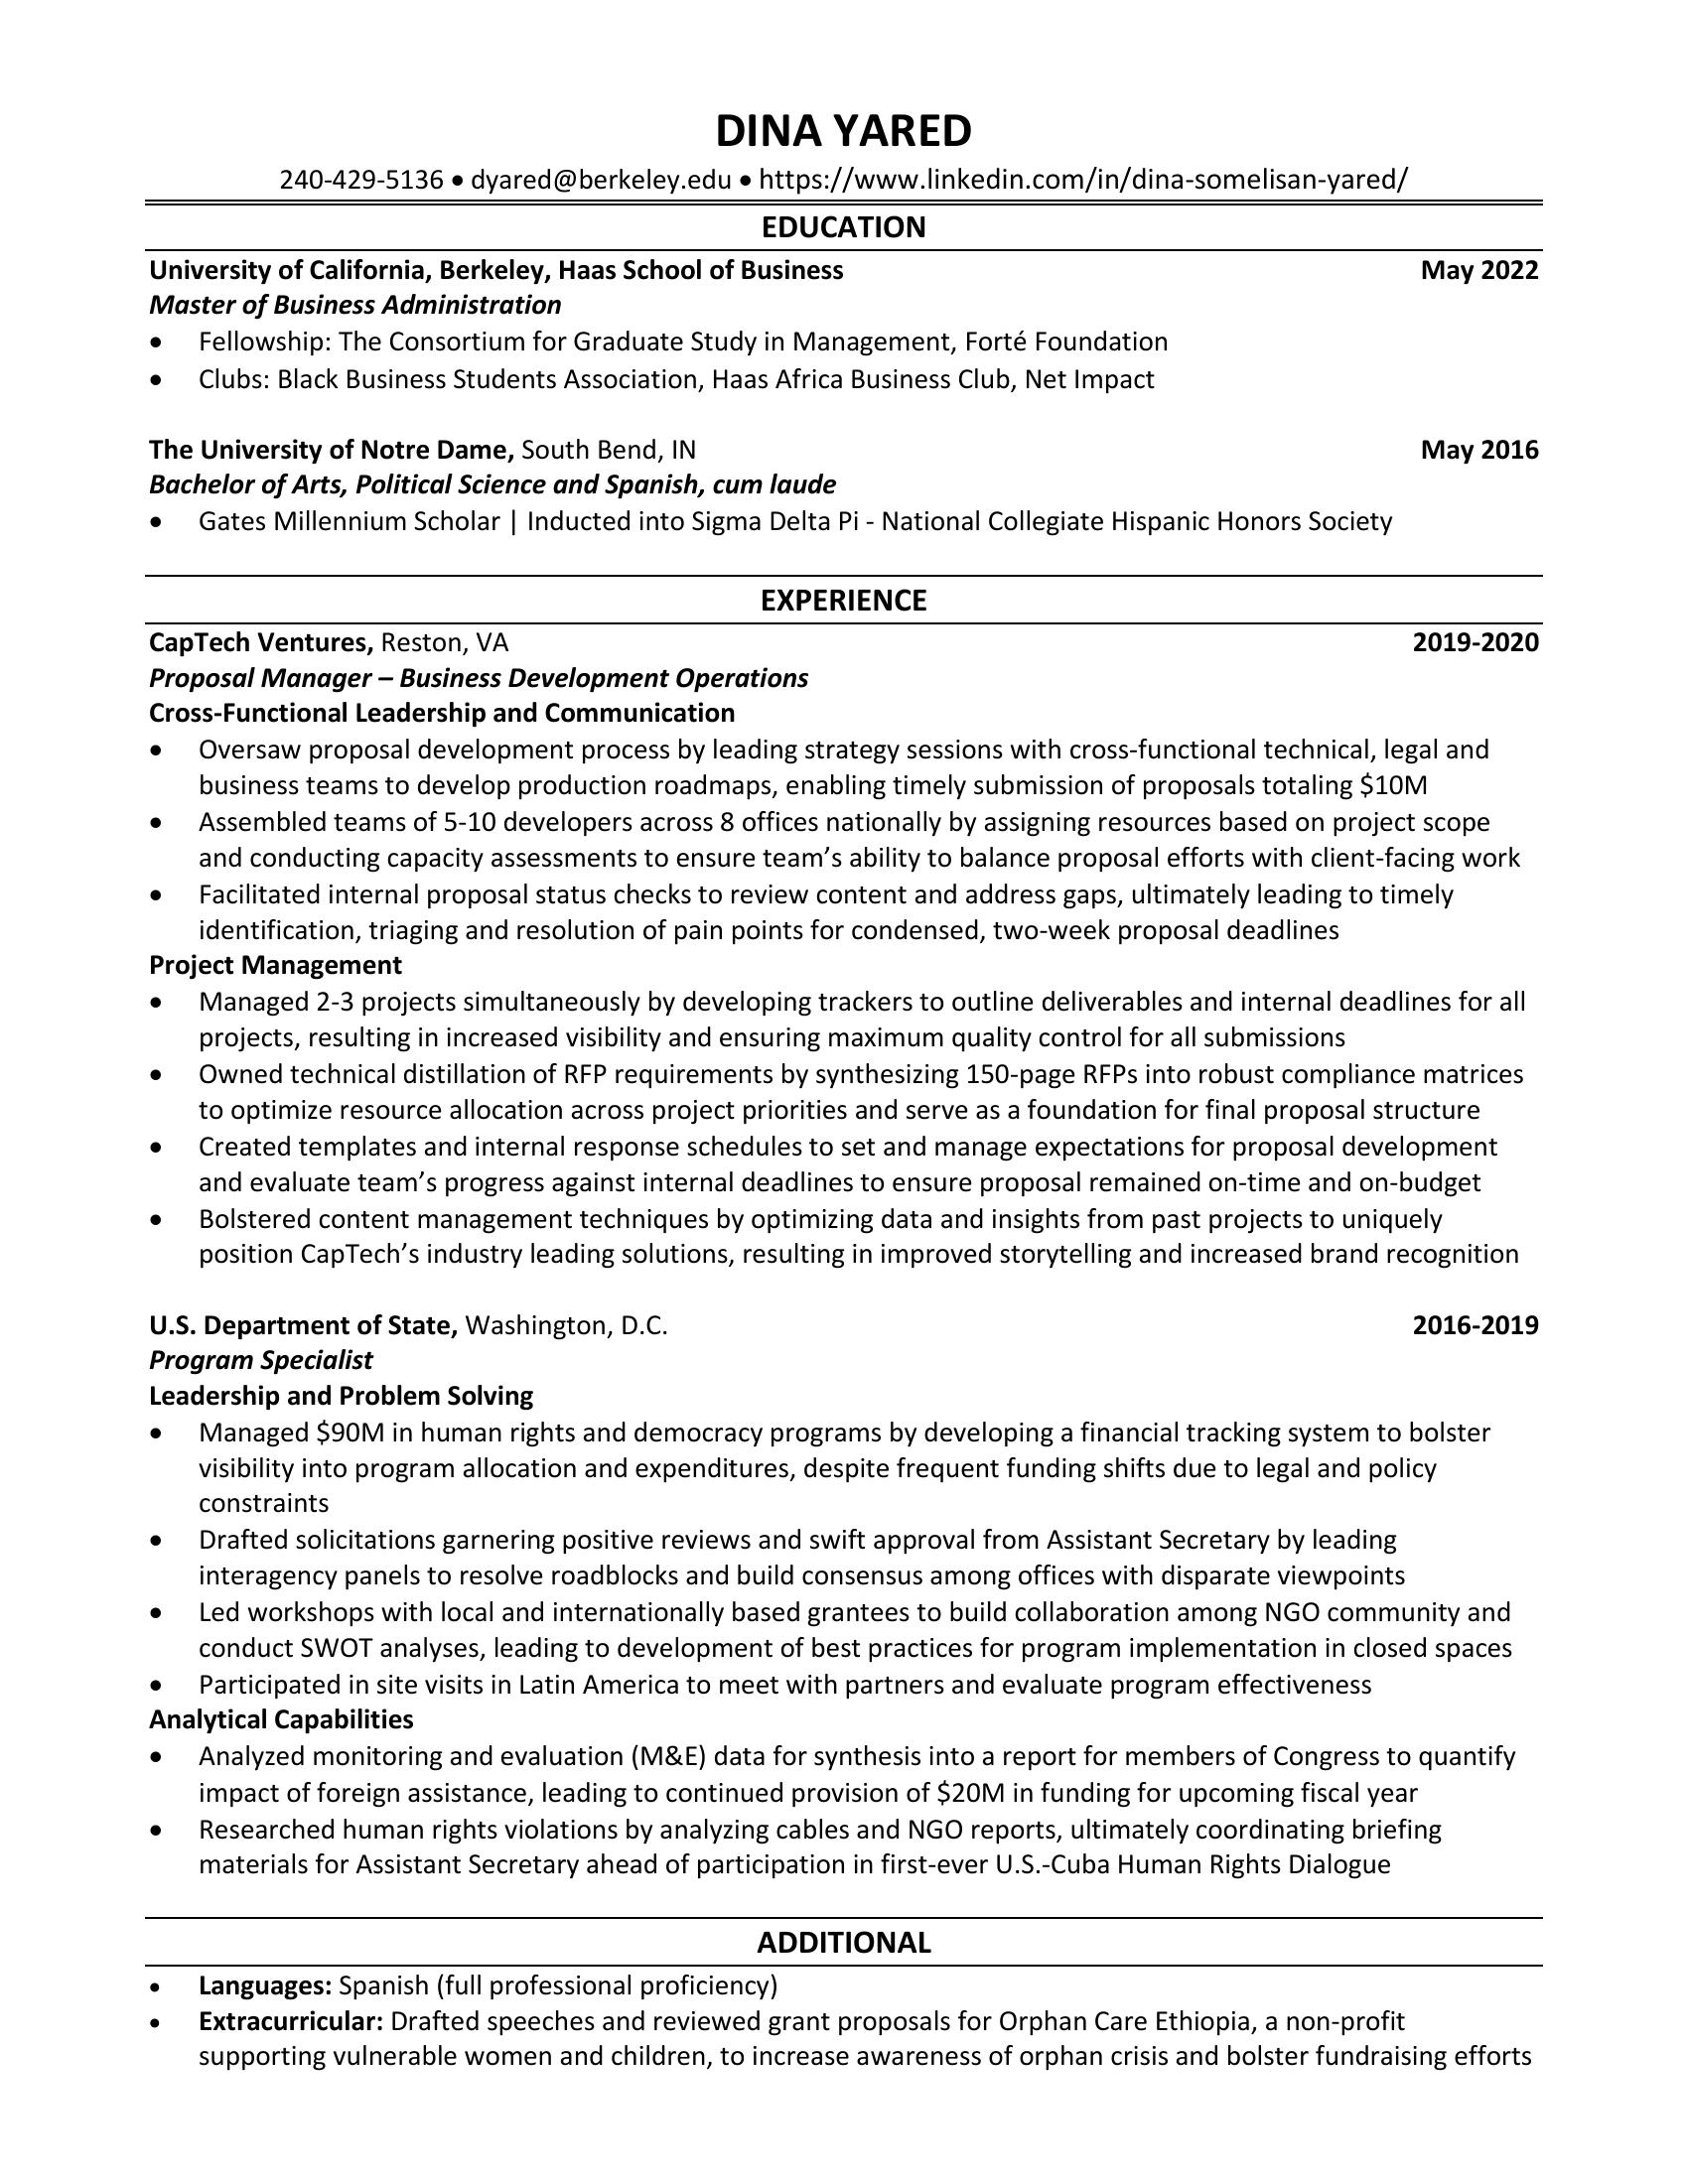 DINA YARED
240-429-5136 • dyared@berkeley.edu • https://www.linkedin.com/in/dina-somelisan-yared/
EDUCATION
University of California, Berkeley, Haas School of Business May 2022
Master of Business Administration
• Fellowship: The Consortium for Graduate Study in Management, Forté Foundation
• Clubs: Black Business Students Association, Haas Africa Business Club, Net Impact
The University of Notre Dame, South Bend, IN May 2016
Bachelor of Arts, Political Science and Spanish, cum laude
• Gates Millennium Scholar | Inducted into Sigma Delta Pi - National Collegiate Hispanic Honors Society
EXPERIENCE
CapTech Ventures, Reston, VA 2019-2020
Proposal Manager – Business Development Operations
Cross-Functional Leadership and Communication
• Oversaw proposal development process by leading strategy sessions with cross-functional technical, legal and
business teams to develop production roadmaps, enabling timely submission of proposals totaling $10M
• Assembled teams of 5-10 developers across 8 offices nationally by assigning resources based on project scope
and conducting capacity assessments to ensure team’s ability to balance proposal efforts with client-facing work
• Facilitated internal proposal status checks to review content and address gaps, ultimately leading to timely
identification, triaging and resolution of pain points for condensed, two-week proposal deadlines
Project Management
• Managed 2-3 projects simultaneously by developing trackers to outline deliverables and internal deadlines for all
projects, resulting in increased visibility and ensuring maximum quality control for all submissions
• Owned technical distillation of RFP requirements by synthesizing 150-page RFPs into robust compliance matrices
to optimize resource allocation across project priorities and serve as a foundation for final proposal structure
• Created templates and internal response schedules to set and manage expectations for proposal development
and evaluate team’s progress against internal deadlines to ensure proposal remained on-time and on-budget
• Bolstered content management techniques by optimizing data and insights from past projects to uniquely
position CapTech’s industry leading solutions, resulting in improved storytelling and increased brand recognition
U.S. Department of State, Washington, D.C. 2016-2019
Program Specialist
Leadership and Problem Solving
• Managed $90M in human rights and democracy programs by developing a financial tracking system to bolster
visibility into program allocation and expenditures, despite frequent funding shifts due to legal and policy
constraints
• Drafted solicitations garnering positive reviews and swift approval from Assistant Secretary by leading
interagency panels to resolve roadblocks and build consensus among offices with disparate viewpoints
• Led workshops with local and internationally based grantees to build collaboration among NGO community and
conduct SWOT analyses, leading to development of best practices for program implementation in closed spaces
• Participated in site visits in Latin America to meet with partners and evaluate program effectiveness
Analytical Capabilities
• Analyzed monitoring and evaluation (M&E) data for synthesis into a report for members of Congress to quantify
impact of foreign assistance, leading to continued provision of $20M in funding for upcoming fiscal year
• Researched human rights violations by analyzing cables and NGO reports, ultimately coordinating briefing
materials for Assistant Secretary ahead of participation in first-ever U.S.-Cuba Human Rights Dialogue
ADDITIONAL
• Languages: Spanish (full professional proficiency)
• Extracurricular: Drafted speeches and reviewed grant proposals for Orphan Care Ethiopia, a non-profit
supporting vulnerable women and children, to increase awareness of orphan crisis and bolster fundraising efforts